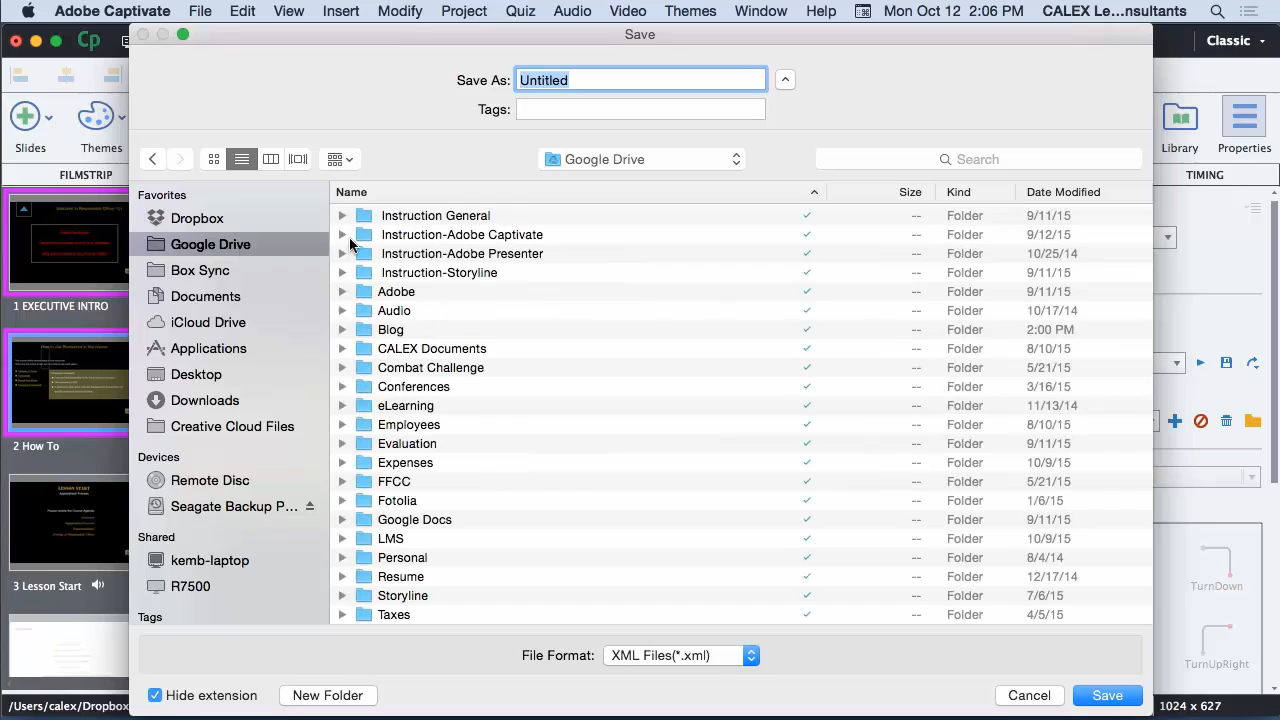 Adobe Captivate File Edit View Insert Modify Project Quiz Audio Video Themes Window Help Mon Oct 12 2:06 PM CALEX Le…nsultants
Cp
Save
Classic
Save As: Untitled
Tags:
Slides
Themes
Library
Properties
Google Drive
Search
FILMSTRIP
TIMING
Favorites
Dropbox
Google Drive
Box Sync
Documents
iCloud Drive
Applications
Desktop
Downloads
Creative Cloud Files
Devices
Remote Disc
Seagate Backup P...
Shared
kemb-laptop
R7500
Tags
Name Size Kind Date Modified
-- Folder 9/11/15
Instruction-Adobe Captivate -- Folder 9/12/15
Instruction-Adobe Presenter -- Folder 10/25/14
Instruction-Storyline -- Folder 9/11/15
Adobe -- Folder 9/11/15
Audio -- Folder 10/17/14
Blog -- Folder 2:00 PM
CALEX Documents -- Folder 9/10/15
Content Changes -- Folder 5/21/15
Conferences -- Folder 3/16/15
eLearning -- Folder 11/13/14
Employees -- Folder 8/10/15
Evaluation -- Folder 9/11/15
Expenses -- Folder 10/9/15
FFCO -- Folder 2/21/15
Fotolia -- Folder 1/6/15
Google Docs -- Folder 9/11/15
LMS -- Folder 10/9/15
Personal -- Folder 8/4/14
Resume -- Folder 12/17/14
Storyline -- Folder 7/6/15
Taxes -- Folder 4/5/15
1 EXECUTIVE INTRO
2 How To
LESSON START
Appointment Process
3 Lesson Start
TurnDown
TurnUpRight
File Format: XML Files(*.xml)
Hide extension
New Folder
Cancel
Save
/Users/calex/Dropbox
1024 x 627